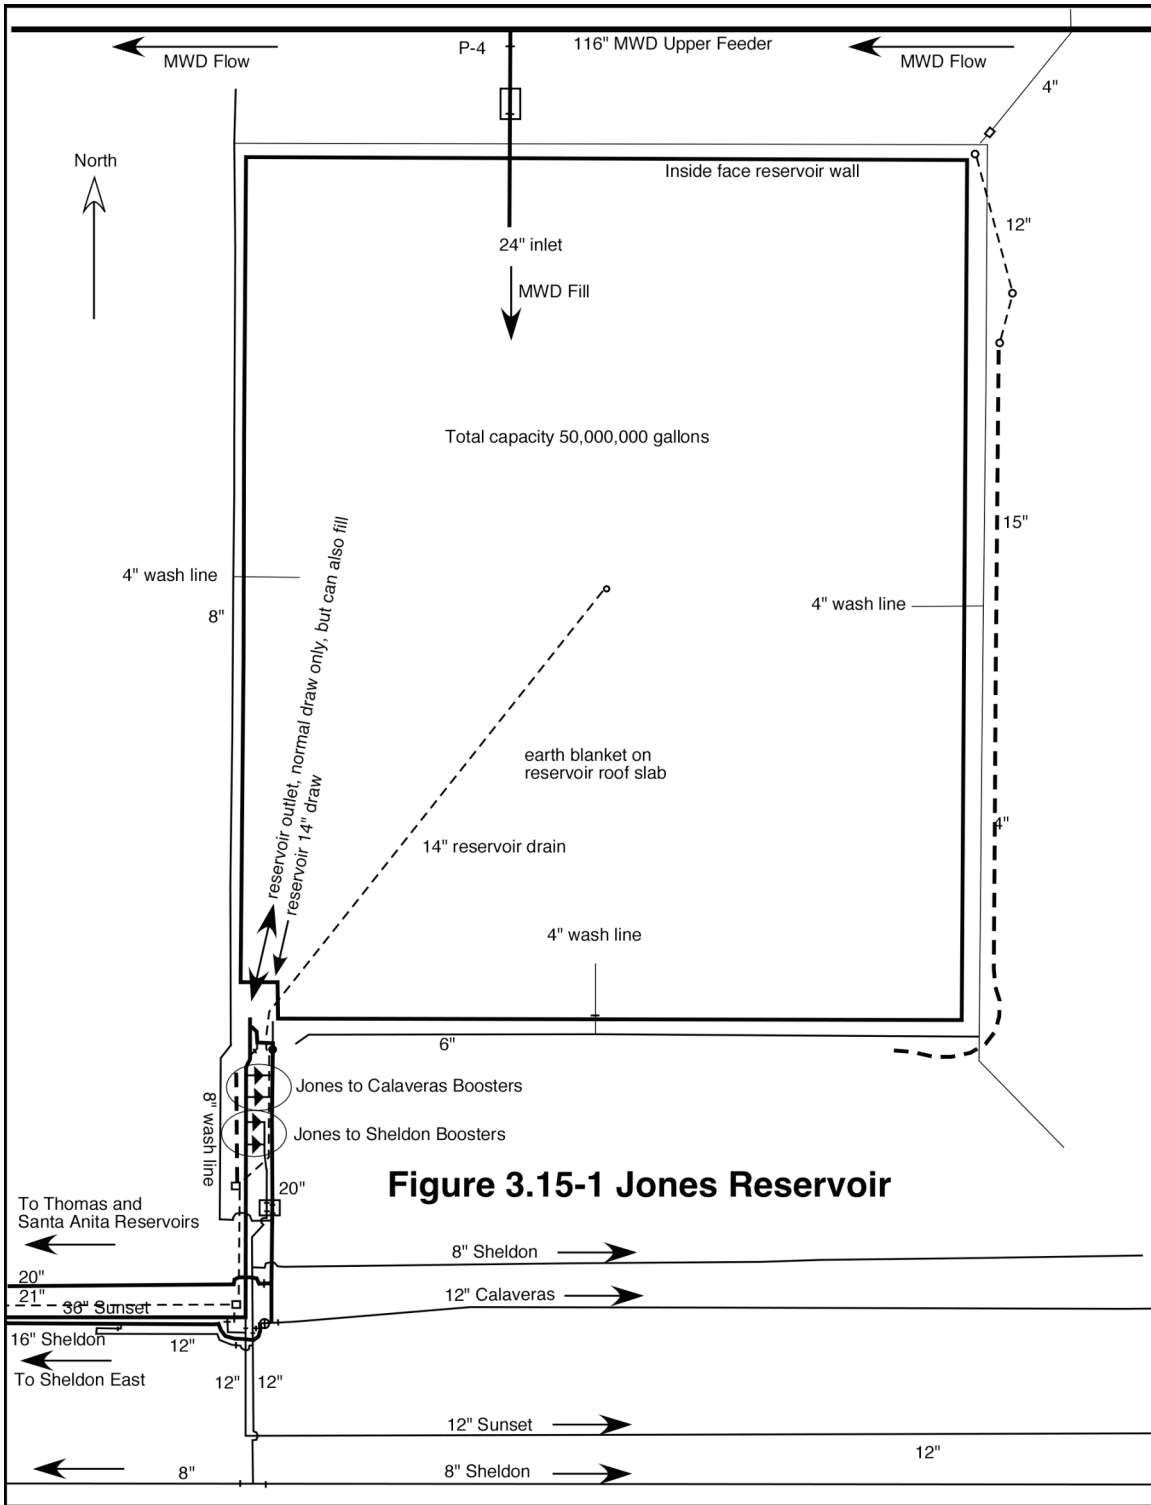 P-4
116" MWD Upper Feeder
MWD Flow
MWD Flow
4"
North
Inside face reservoir wall
12"
24" inlet
MWD Fill
Total capacity 50,000,000 gallons
15"
reservoir outlet, normal draw only, but can also fill
reservoir 14" draw
4" wash line
8"
4" wash line
earth blanket on
reservoir roof slab
4"
14" reservoir drain
4" wash line
6"
Jones to Calaveras Boosters
8" wash line
Jones to Sheldon Boosters
Figure 3.15-1 Jones Reservoir
20"
To Thomas and
Santa Anita Reservoirs
8" Sheldon
20"
21"
36" Sunset
12" Calaveras
16" Sheldon
12"
To Sheldon East
12"
12"
12" Sunset
12"
8"
8" Sheldon